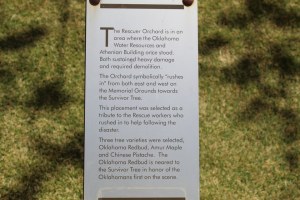 The Rescuer Orchard is in an
area where the Oklahoma
Water Resources and
Athenian Building once stood.
Both sustained heavy damage
and required demolition.
The Orchard symbolically "rushes
in" from both east and west on
the Memorial Grounds towards
the Survivor Tree.
This placement was selected as a
tribute to the Rescue workers who
rushed in to help following the
disaster.
Three tree varieties were selected,
Oklahoma Redbud, Amur Maple
and Chinese Pistache. The
Oklahoma Redbud is nearest to
the Survivor Tree in honor of the
Oklahomans first on the scene.